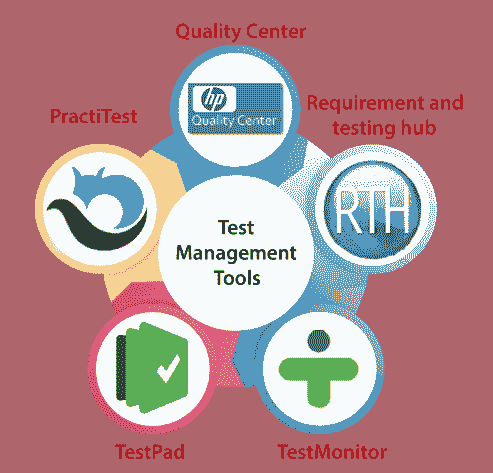 Quality Center
PractiTest
hp
Quality Center
Requirement and
testing hub
RTH
Test
Management
Tools
TestPad
TestMonitor